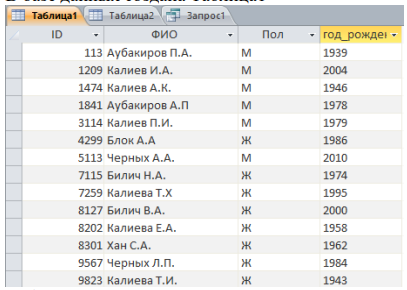 Таблица1 Таблица2 Запрос1
ID ФИО Пол год_рожден
113 Аубакиров П.А. М 1939
1209 Калиев И.А. М 2004
1474 Калиев А.К. М 1946
1841 Аубакиров А.П М 1978
3114 Калиев П.И. М 1979
4299 Блок А.А Ж 1986
5113 Черных А.А. М 2010
7115 Билич Н.А. Ж 1974
7259 Калиева Т.Х Ж 1995
8127 Билич В.А. Ж 2000
8202 Калиева Е.А. Ж 1958
8301 Хан С.А. Ж 1962
9567 Черных Л.П. Ж 1984
9823 Калиева Т.И. Ж 1943